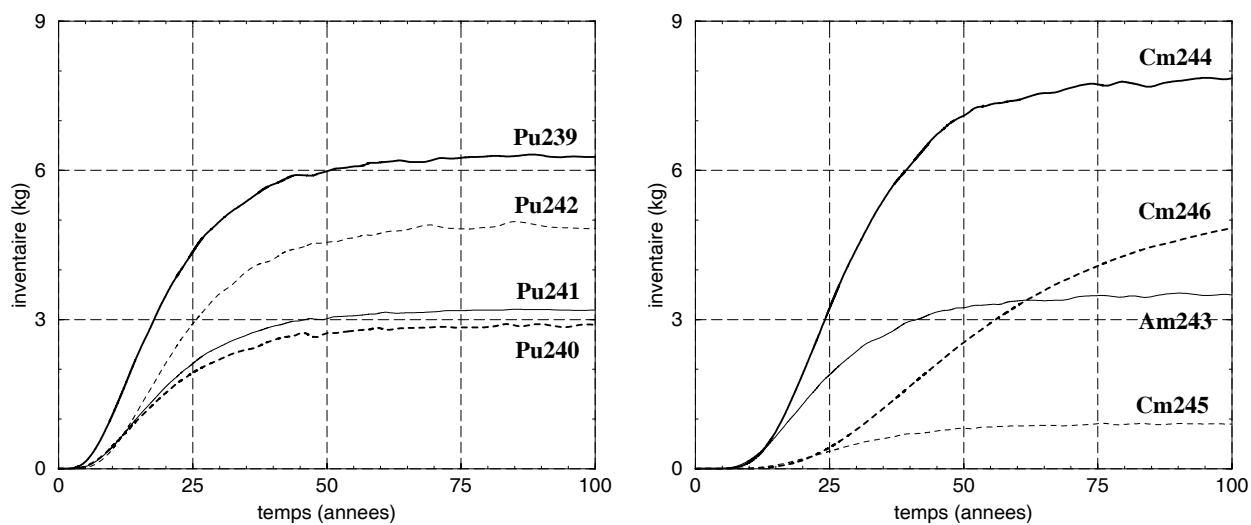 9
6
3
0
inventaire (kg)
Pu239
Pu242
Pu241
Pu240
0 25 50 75 100
temps (annees)
9
6
3
0
inventaire (kg)
Cm244
Cm246
Am243
Cm245
0 25 50 75 100
temps (annees)